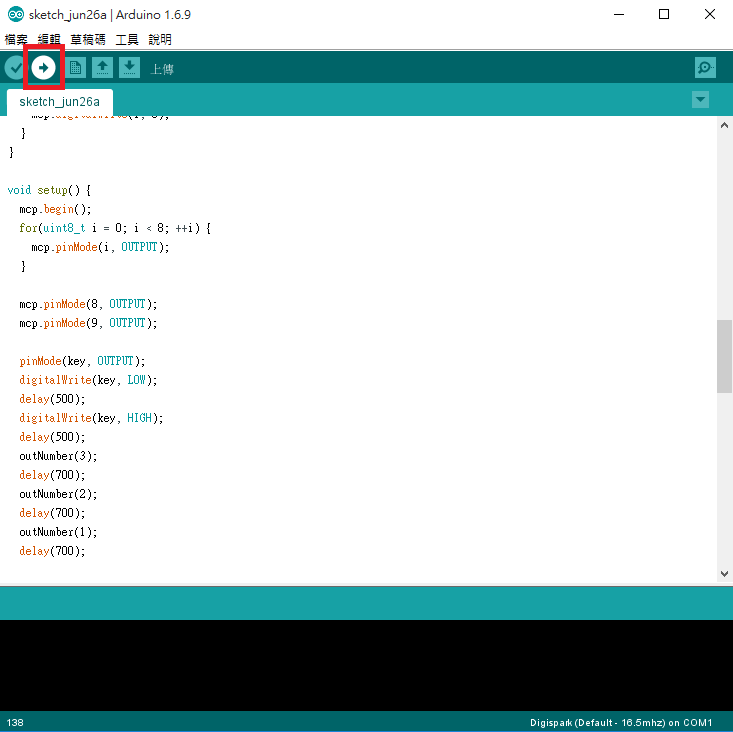 sketch_jun26a | Arduino 1.6.9
檔案 編輯 草稿碼 工具 說明
上傳
sketch_jun26a
}
}
void setup() {
mcp.begin();
for(uint8_t i = 0; i < 8; ++i) {
mcp.pinMode(i, OUTPUT);
}
mcp.pinMode(8, OUTPUT);
mcp.pinMode(9, OUTPUT);
pinMode(key, OUTPUT);
digitalWrite(key, LOW);
delay(500);
digitalWrite(key, HIGH);
delay(500);
outNumber(3);
delay(700);
outNumber(2);
delay(700);
outNumber(1);
delay(700);
138
Digispark (Default - 16.5mhz) on COM1